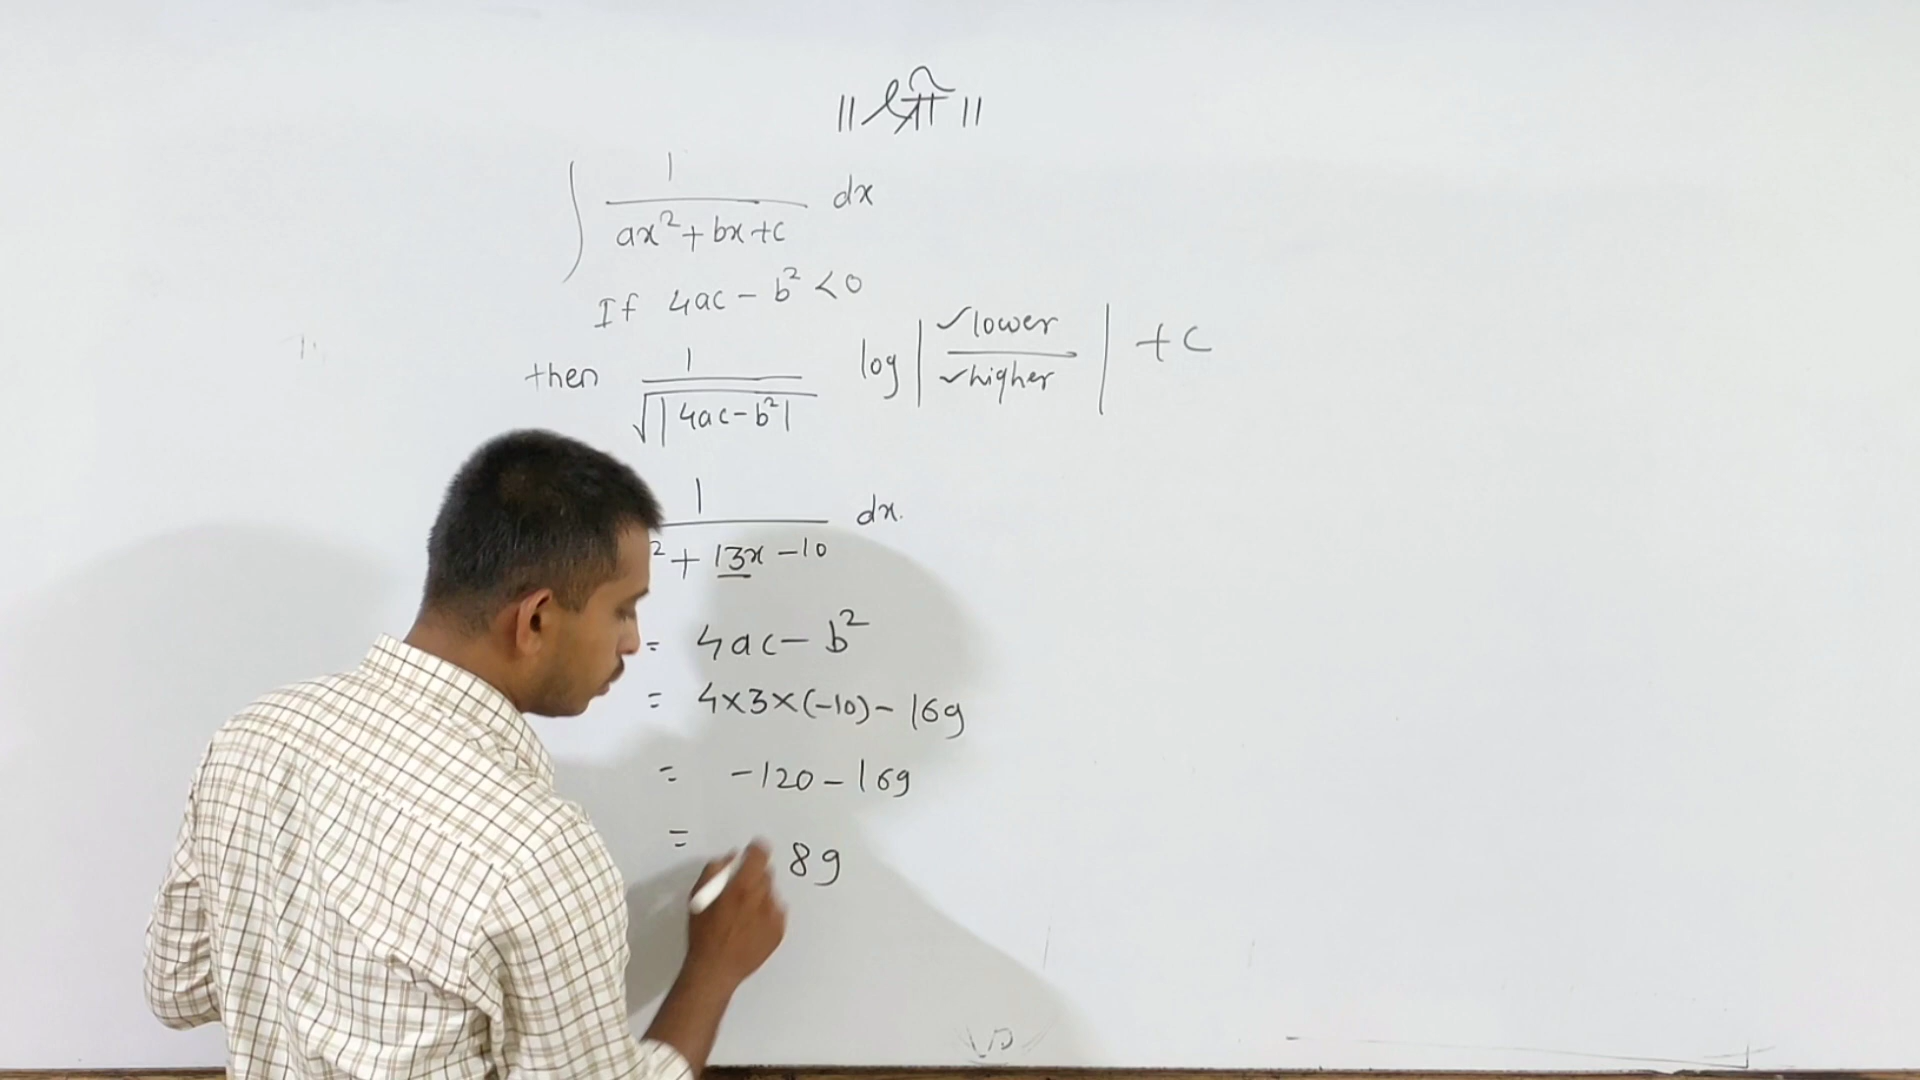 ॥ श्री ॥
∫ 1/(ax² + bx + c) dx
If 4ac - b² < 0
then 1/√|4ac - b²| log |✓lower/✓higher| + c
1/(² + 13x - 10) dx.
= 4ac - b²
= 4×3×(-10) - 169
= -120 - 169
= 89